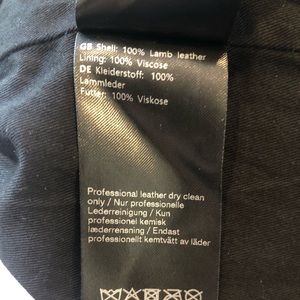 GB Shell: 100% Lamb leather
Lining: 100% Viscose
DE Kleiderstoff: 100%
Lammleder
Futter: 100% Viskose
Professional leather dry clean
only / Nur professionelle
Lederreinigung / Kun
profesionel kemisk
læderrensning / Endast
professionellt kemtvätt av läder